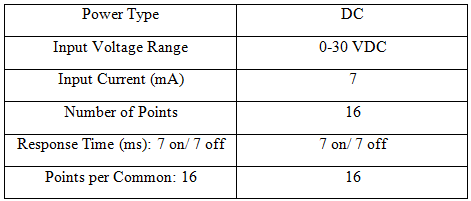 Power Type DC
Input Voltage Range 0-30 VDC
Input Current (mA) 7
Number of Points 16
Response Time (ms): 7 on/ 7 off 7 on/ 7 off
Points per Common: 16 16